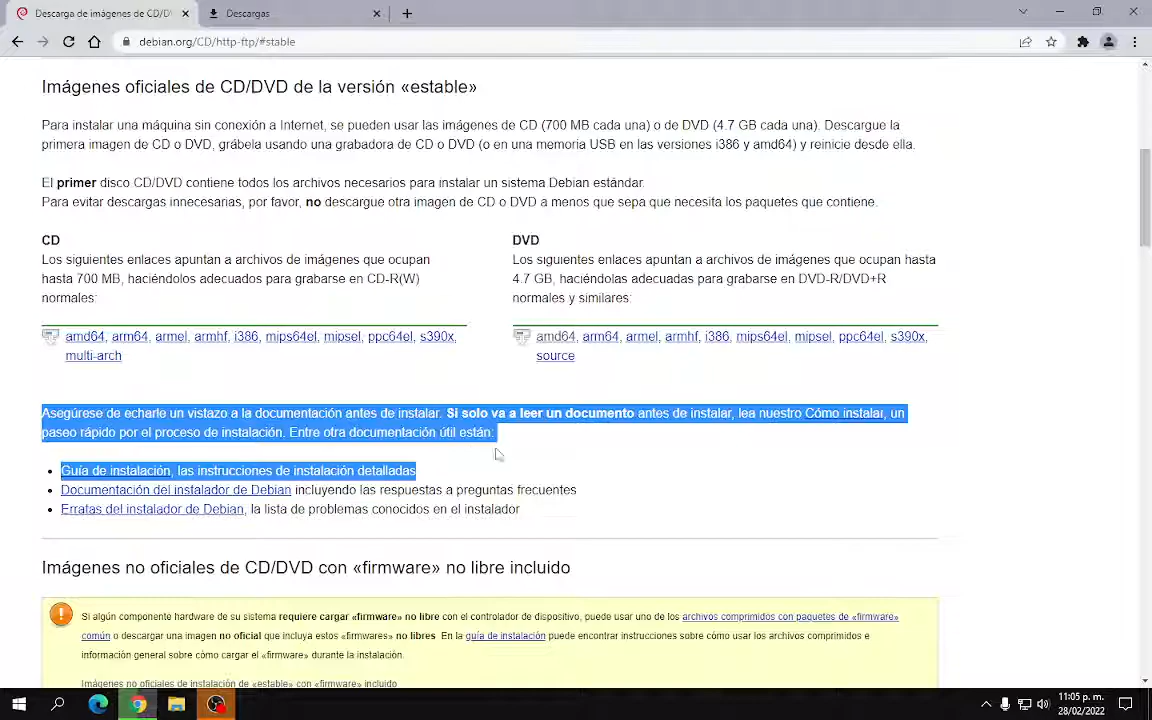 Descarga de imágenes de CD/D
Descargas
debian.org/CD/http-ftp/#stable
Imágenes oficiales de CD/DVD de la versión «estable»
Para instalar una máquina sin conexión a Internet, se pueden usar las imágenes de CD (700 MB cada una) o de DVD (4.7 GB cada una). Descargue la
primera imagen de CD o DVD, grábela usando una grabadora de CD o DVD (o en una memoria USB en las versiones i386 y amd64) y reinicie desde ella.
El primer disco CD/DVD contiene todos los archivos necesarios para instalar un sistema Debian estándar.
Para evitar descargas innecesarias, por favor, no descargue otra imagen de CD o DVD a menos que sepa que necesita los paquetes que contiene.
CD
Los siguientes enlaces apuntan a archivos de imágenes que ocupan
hasta 700 MB, haciéndolos adecuados para grabarse en CD-R(W)
normales:
amd64, arm64, armel, armhf, i386, mips64el, mipsel, ppc64el, s390x,
multi-arch
DVD
Los siguientes enlaces apuntan a archivos de imágenes que ocupan hasta
4.7 GB, haciéndolas adecuadas para grabarse en DVD-R/DVD+R
normales y similares:
amd64, arm64, armel, armhf, i386, mips64el, mipsel, ppc64el, s390x,
source
Asegúrese de echarle un vistazo a la documentación antes de instalar. Si solo va a leer un documento antes de instalar, lea nuestro Cómo instalar, un
paseo rápido por el proceso de instalación. Entre otra documentación útil están:
• Guía de instalación, las instrucciones de instalación detalladas
• Documentación del instalador de Debian incluyendo las respuestas a preguntas frecuentes
• Erratas del instalador de Debian, la lista de problemas conocidos en el instalador
Imágenes no oficiales de CD/DVD con «firmware» no libre incluido
Si algún componente hardware de su sistema requiere cargar «firmware» no libre con el controlador de dispositivo, puede usar uno de los archivos comprimidos con paquetes de «firmware»
común o descargar una imagen no oficial que incluya estos «firmwares» no libres. En la guía de instalación puede encontrar instrucciones sobre cómo usar los archivos comprimidos e
información general sobre cómo cargar el «firmware» durante la instalación.
Imágenes no oficiales de instalación de «estable» con «firmware» incluido
11:05 p. m.
28/02/2022